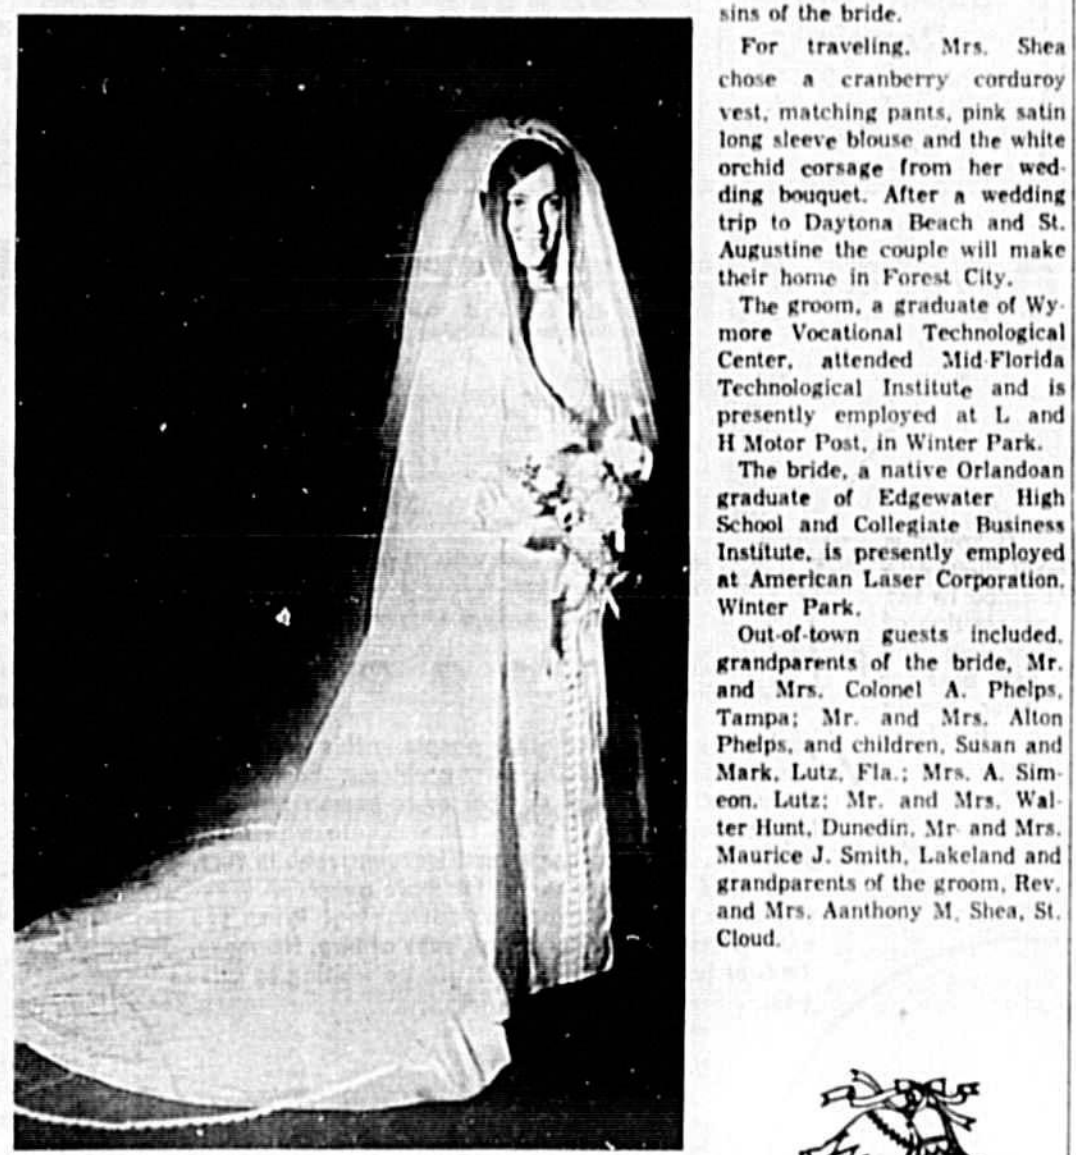 sins of the bride.
For traveling, Mrs. Shea
chose a cranberry corduroy
vest, matching pants, pink satin
long sleeve blouse and the white
orchid corsage from her wed-
ding bouquet. After a wedding
trip to Daytona Beach and St.
Augustine the couple will make
their home in Forest City.
The groom, a graduate of Wy-
more Vocational Technological
Center, attended Mid-Florida
Technological Institute and is
presently employed at L and
H Motor Post, in Winter Park.
The bride, a native Orlandoan
graduate of Edgewater High
School and Collegiate Business
Institute, is presently employed
at American Laser Corporation,
Winter Park.
Out-of-town guests included,
grandparents of the bride, Mr.
and Mrs. Colonel A. Phelps,
Tampa; Mr. and Mrs. Alton
Phelps, and children, Susan and
Mark, Lutz, Fla.; Mrs. A. Sim-
eon, Lutz; Mr. and Mrs. Wal-
ter Hunt, Dunedin, Mr. and Mrs.
Maurice J. Smith, Lakeland and
grandparents of the groom, Rev.
and Mrs. Aanthony M. Shea, St.
Cloud.